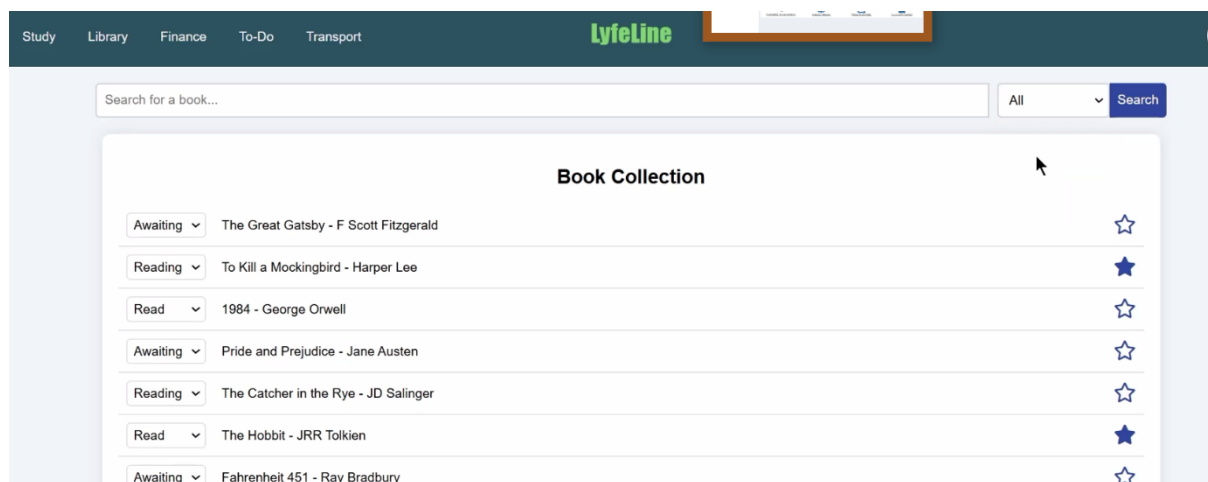 Study Library Finance To-Do Transport LyfeLine
Search for a book... All Search
Book Collection
Awaiting The Great Gatsby - F Scott Fitzgerald
Reading To Kill a Mockingbird - Harper Lee
Read 1984 - George Orwell
Awaiting Pride and Prejudice - Jane Austen
Reading The Catcher in the Rye - JD Salinger
Read The Hobbit - JRR Tolkien
Awaiting Fahrenheit 451 - Ray Bradbury